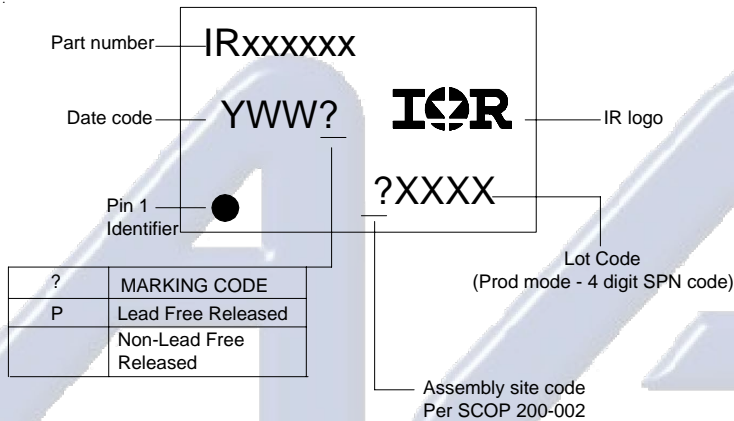 Part number
IRxxxxxx
Date code
YWW?
IOR
IR logo
Pin 1
Identifier
?XXXX
Lot Code
(Prod mode - 4 digit SPN code)
? MARKING CODE
P Lead Free Released
Non-Lead Free
Released
Assembly site code
Per SCOP 200-002